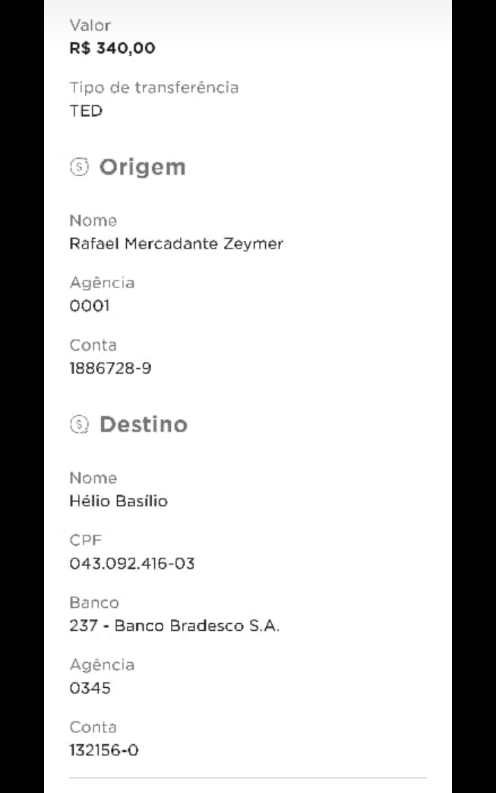 Valor
R$ 340,00
Tipo de transferência
TED
Origem
Nome
Rafael Mercadante Zeymer
Agência
0001
Conta
1886728-9
Destino
Nome
Hélio Basílio
CPF
043.092.416-03
Banco
237 - Banco Bradesco S.A.
Agência
0345
Conta
132156-0